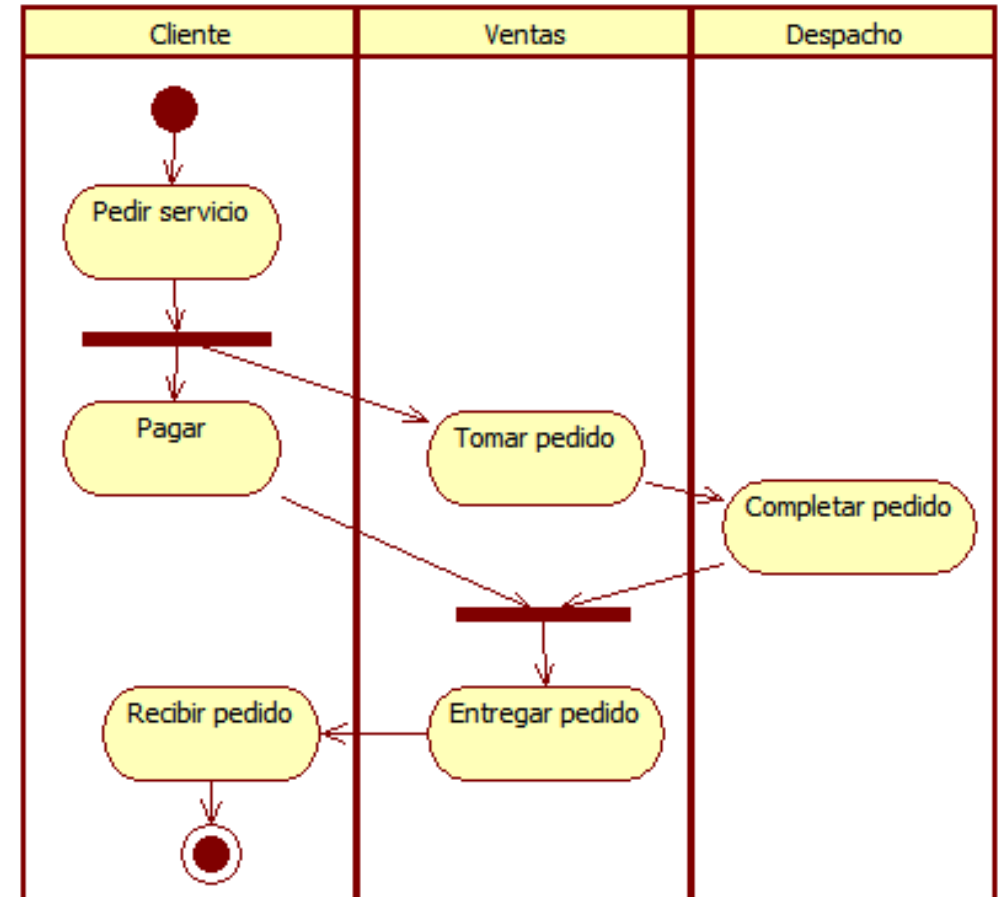 Cliente
Ventas
Despacho
Pedir servicio
Pagar
Tomar pedido
Completar pedido
Recibir pedido
Entregar pedido